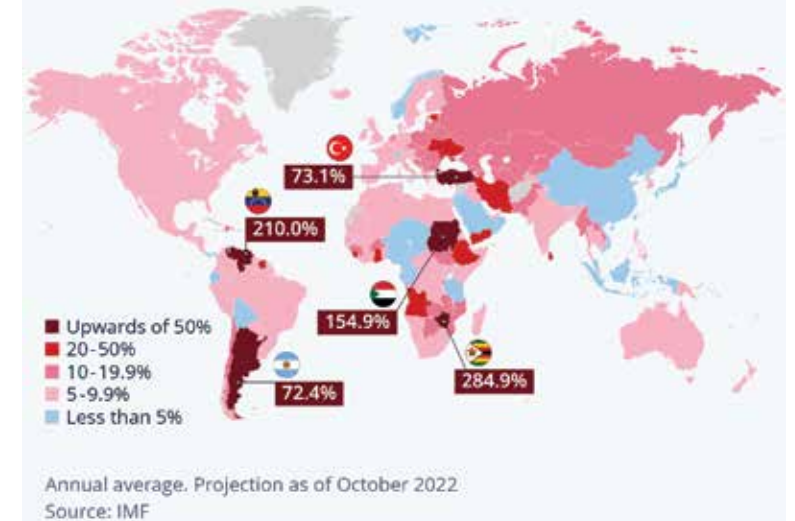 73.1%
210.0%
154.9%
Upwards of 50%
20-50%
10-19.9%
5-9.9%
Less than 5%
72.4%
284.9%
Annual average. Projection as of October 2022
Source: IMF